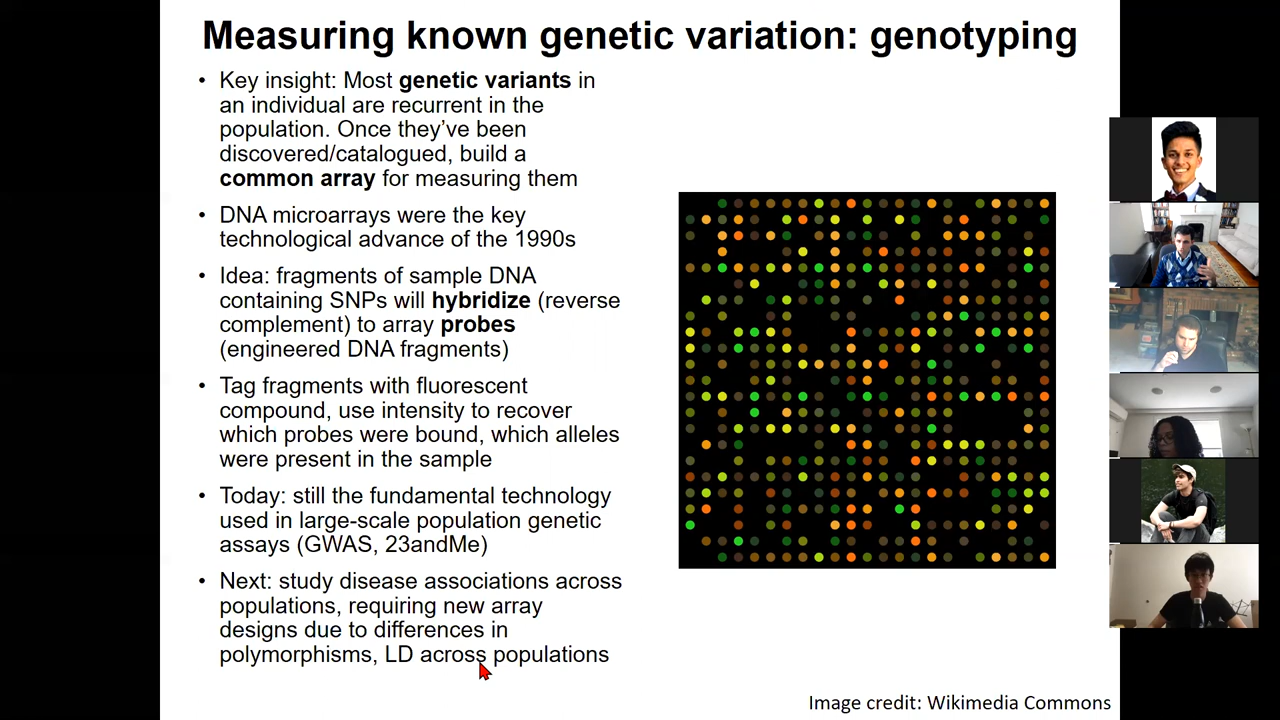 Measuring known genetic variation: genotyping
• Key insight: Most genetic variants in
an individual are recurrent in the
population. Once they’ve been
discovered/catalogued, build a
common array for measuring them
• DNA microarrays were the key
technological advance of the 1990s
• Idea: fragments of sample DNA
containing SNPs will hybridize (reverse
complement) to array probes
(engineered DNA fragments)
• Tag fragments with fluorescent
compound, use intensity to recover
which probes were bound, which alleles
were present in the sample
• Today: still the fundamental technology
used in large-scale population genetic
assays (GWAS, 23andMe)
• Next: study disease associations across
populations, requiring new array
designs due to differences in
polymorphisms, LD across populations
Image credit: Wikimedia Commons